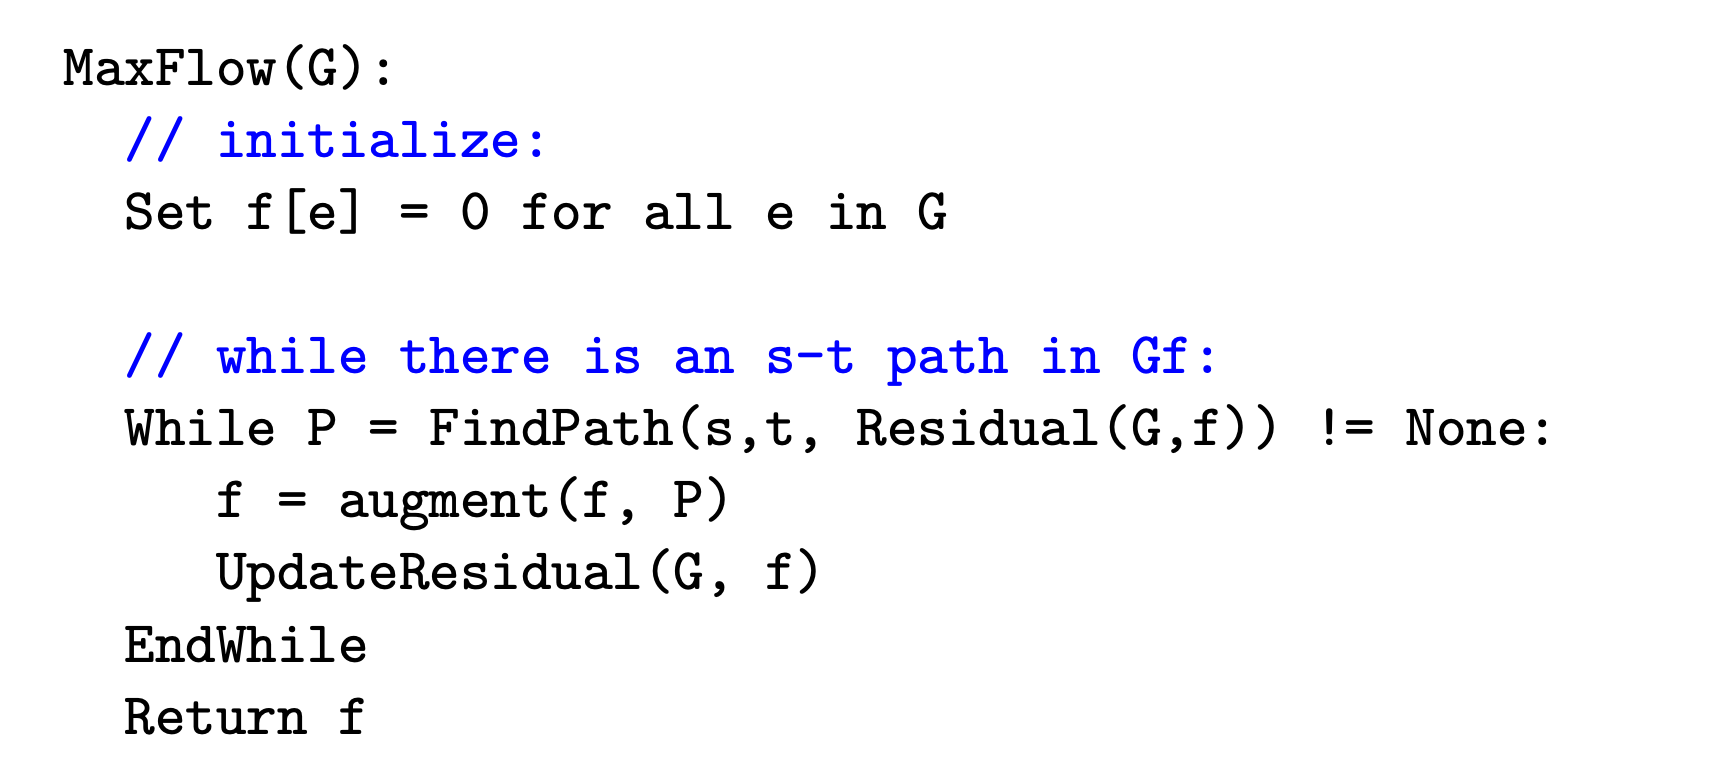 MaxFlow(G):
// initialize:
Set f[e] = 0 for all e in G
// while there is an s-t path in Gf:
While P = FindPath(s,t, Residual(G,f)) != None:
f = augment(f, P)
UpdateResidual(G, f)
EndWhile
Return f